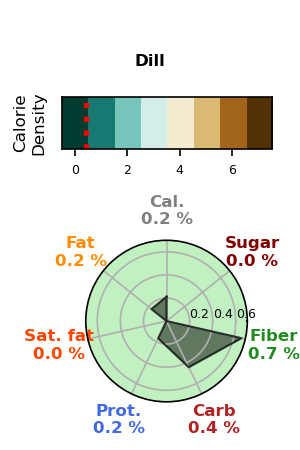 Dill
Calorie
Density
0 2 4 6
Cal.
0.2 %
Fat
0.2 %
Sugar
0.0 %
0.2 0.4 0.6
Sat. fat
0.0 %
Fiber
0.7 %
Prot.
0.2 %
Carb
0.4 %